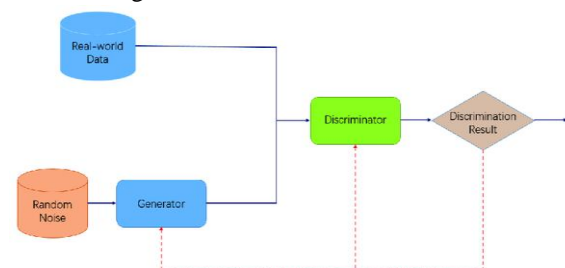 Real-world
Data
Discriminator
Discrimination
Result
Random
Noise
Generator